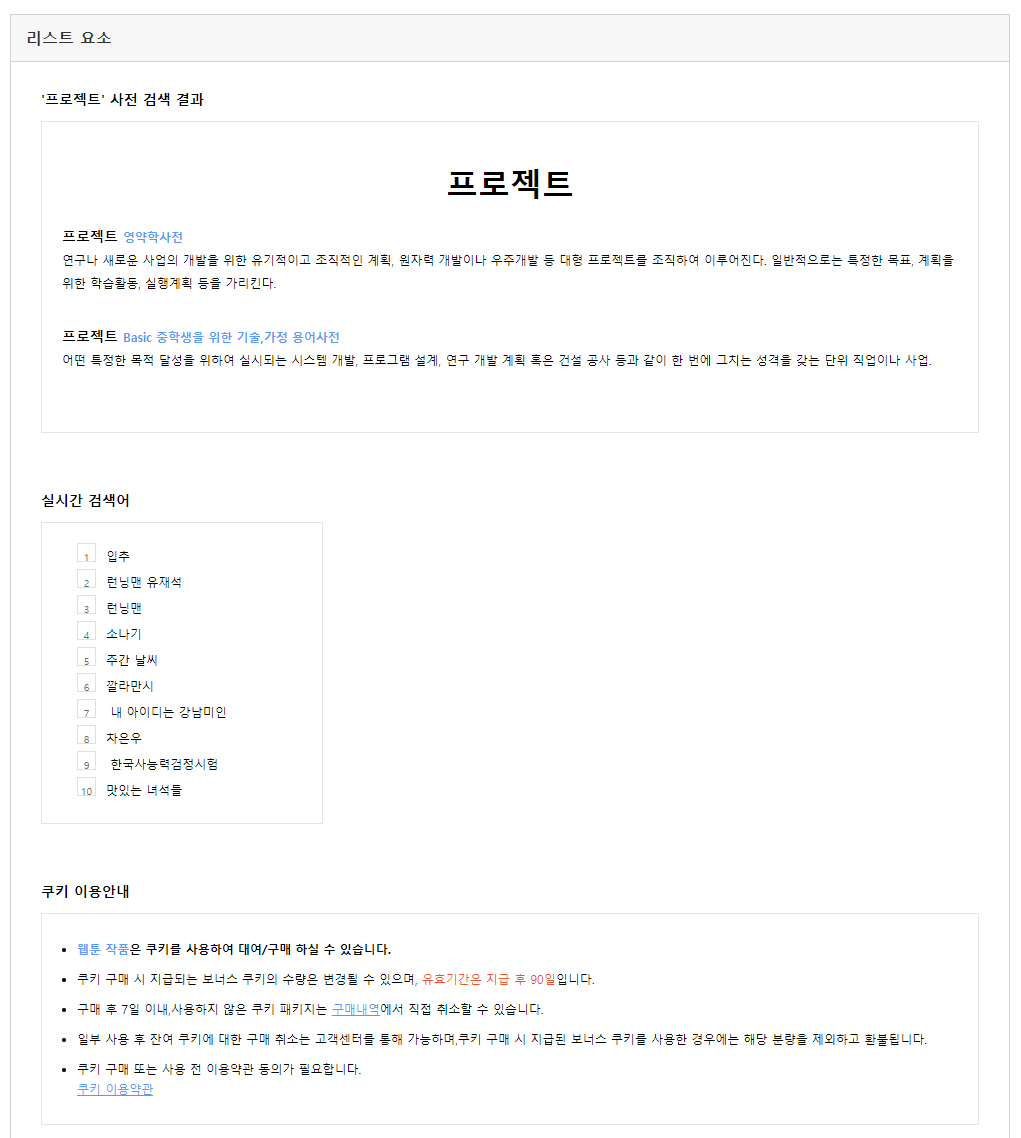 리스트 요소
'프로젝트' 사전 검색 결과
프로젝트
프로젝트 영약학사전
연구나 새로운 사업의 개발을 위한 유기적이고 조직적인 계획, 원자력 개발이나 우주개발 등 대형 프로젝트를 조직하여 이루어진다. 일반적으로는 특정한 목표, 계획을
위한 학습활동, 실행계획 등을 가리킨다.
프로젝트 Basic 중학생을 위한 기술,가정 용어사전
어떤 특정한 목적 달성을 위하여 실시되는 시스템 개발, 프로그램 설계, 연구 개발 계획 혹은 건설 공사 등과 같이 한 번에 그치는 성격을 갖는 단위 직업이나 사업.
실시간 검색어
1 입추
2 런닝맨 유재석
3 런닝맨
4 소나기
5 주간 날씨
6 깔라만시
7 내 아이디는 강남미인
8 차은우
9 한국사능력검정시험
10 맛있는 녀석들
쿠키 이용안내
• 웹툰 작품은 쿠키를 사용하여 대여/구매 하실 수 있습니다.
• 쿠키 구매 시 지급되는 보너스 쿠키의 수량은 변경될 수 있으며, 유효기간은 지급 후 90일입니다.
• 구매 후 7일 이내,사용하지 않은 쿠키 패키지는 구매내역에서 직접 취소할 수 있습니다.
• 일부 사용 후 잔여 쿠키에 대한 구매 취소는 고객센터를 통해 가능하며,쿠키 구매 시 지급된 보너스 쿠키를 사용한 경우에는 해당 분량을 제외하고 환불됩니다.
• 쿠키 구매 또는 사용 전 이용약관 동의가 필요합니다.
쿠키 이용약관